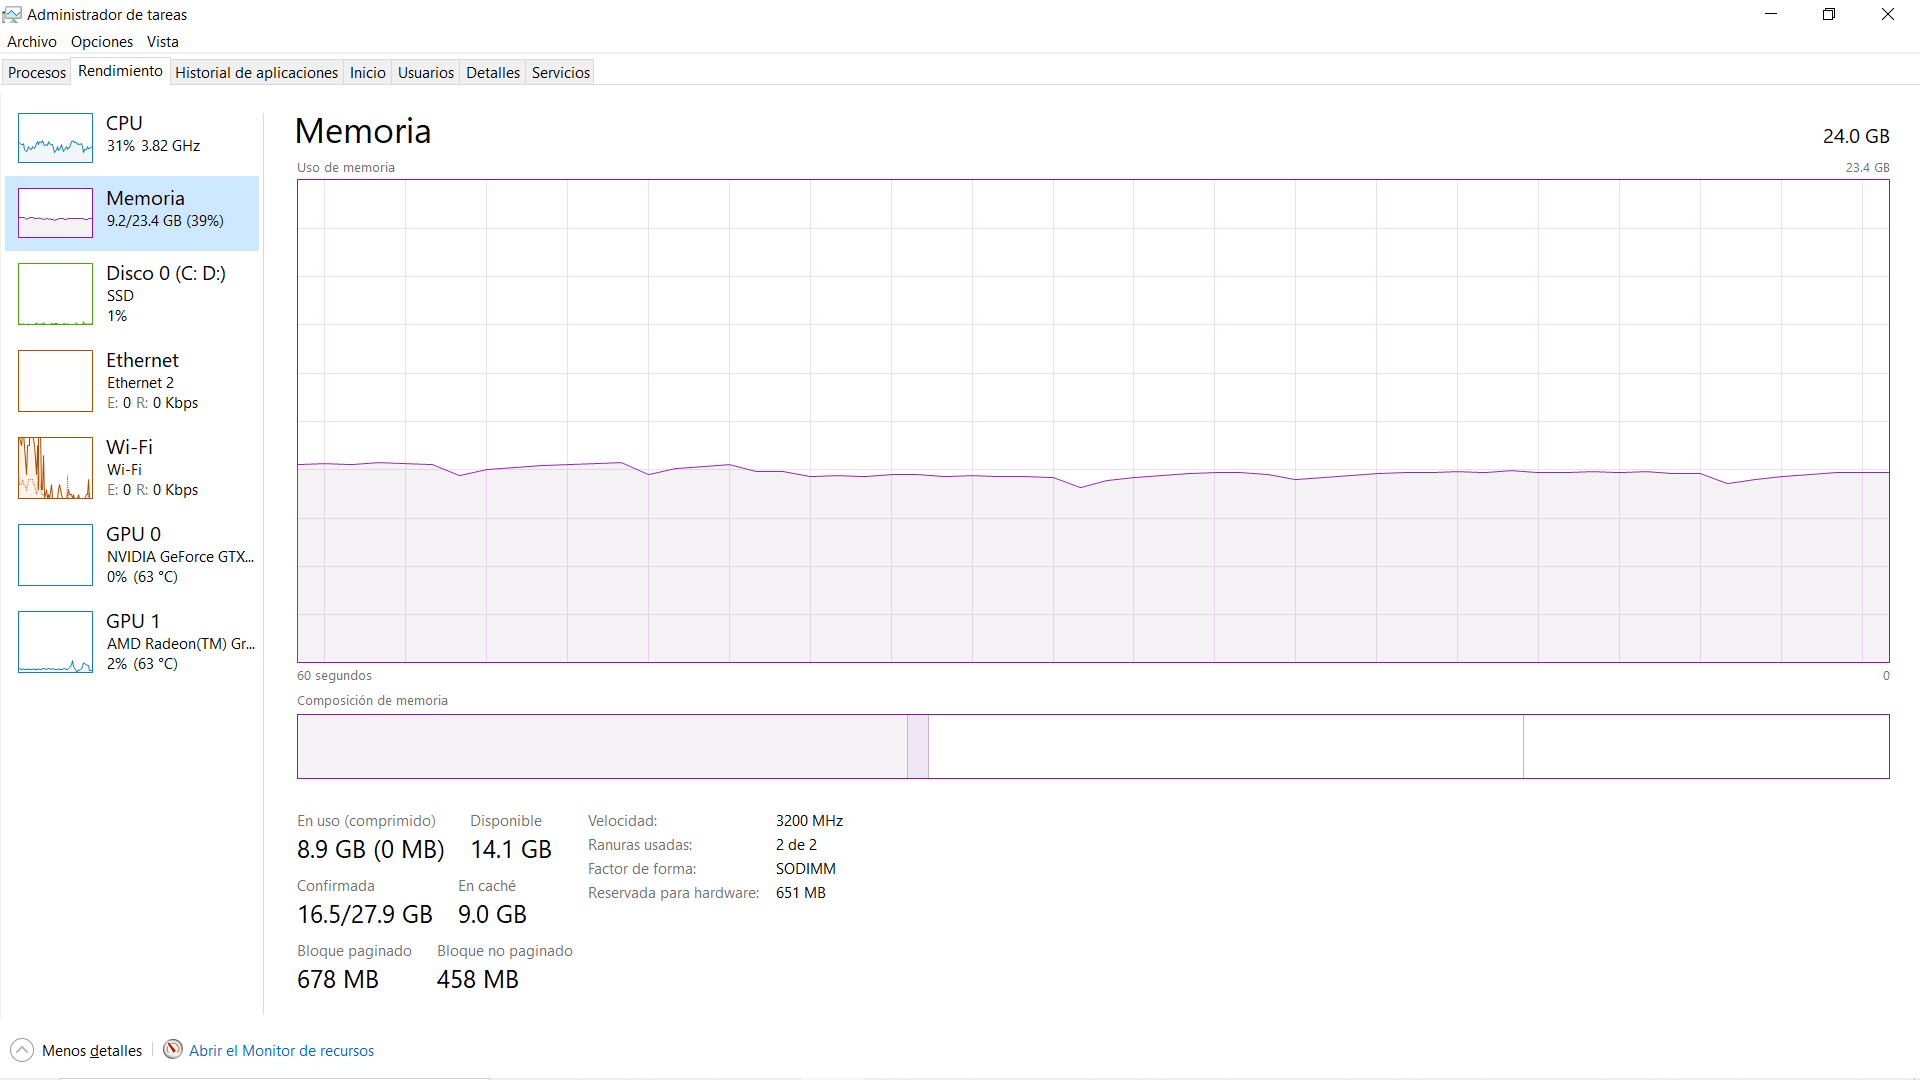 Administrador de tareas
Archivo Opciones Vista
Procesos Rendimiento Historial de aplicaciones Inicio Usuarios Detalles Servicios
CPU
31% 3.82 GHz
Memoria
9.2/23.4 GB (39%)
Disco 0 (C: D:)
SSD
1%
Ethernet
Ethernet 2
E: 0 R: 0 Kbps
Wi-Fi
Wi-Fi
E: 0 R: 0 Kbps
GPU 0
NVIDIA GeForce GTX...
0% (63 °C)
GPU 1
AMD Radeon(TM) Gr...
2% (63 °C)
Memoria 24.0 GB
Uso de memoria 23.4 GB
60 segundos 0
Composición de memoria
En uso (comprimido) Disponible
8.9 GB (0 MB) 14.1 GB
Confirmada En caché
16.5/27.9 GB 9.0 GB
Bloque paginado Bloque no paginado
678 MB 458 MB
Velocidad: 3200 MHz
Ranuras usadas: 2 de 2
Factor de forma: SODIMM
Reservada para hardware: 651 MB
Menos detalles Abrir el Monitor de recursos